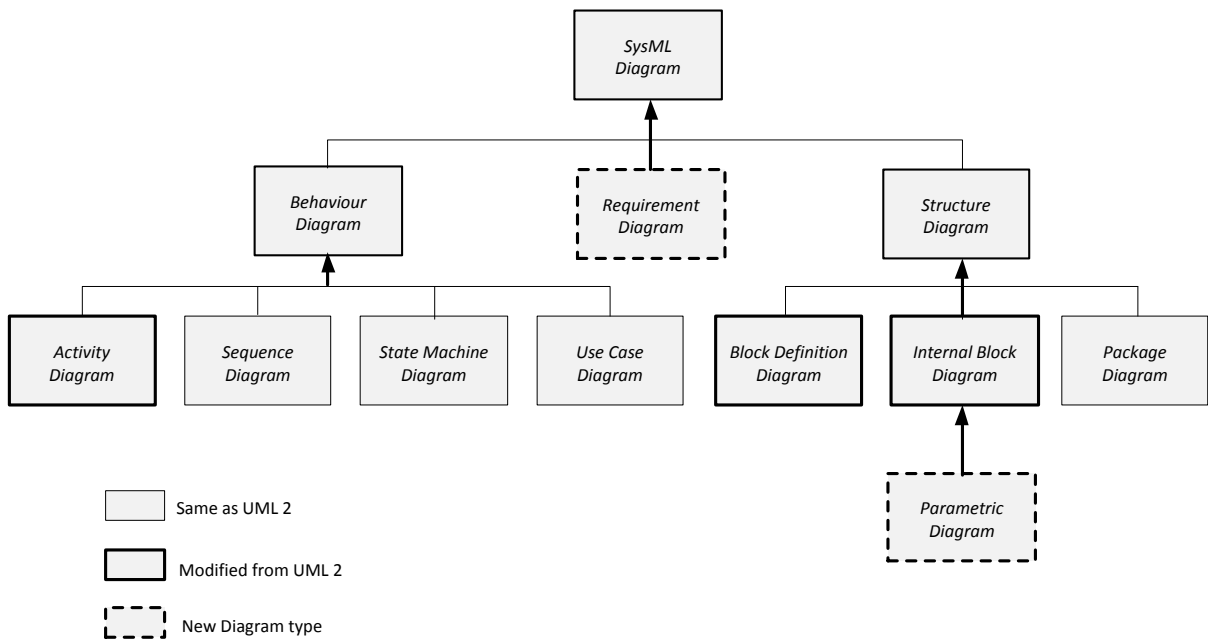 SysML
Diagram
Behaviour
Diagram
Requirement
Diagram
Structure
Diagram
Activity
Diagram
Sequence
Diagram
State Machine
Diagram
Use Case
Diagram
Block Definition
Diagram
Internal Block
Diagram
Package
Diagram
Parametric
Diagram
Same as UML 2
Modified from UML 2
New Diagram type